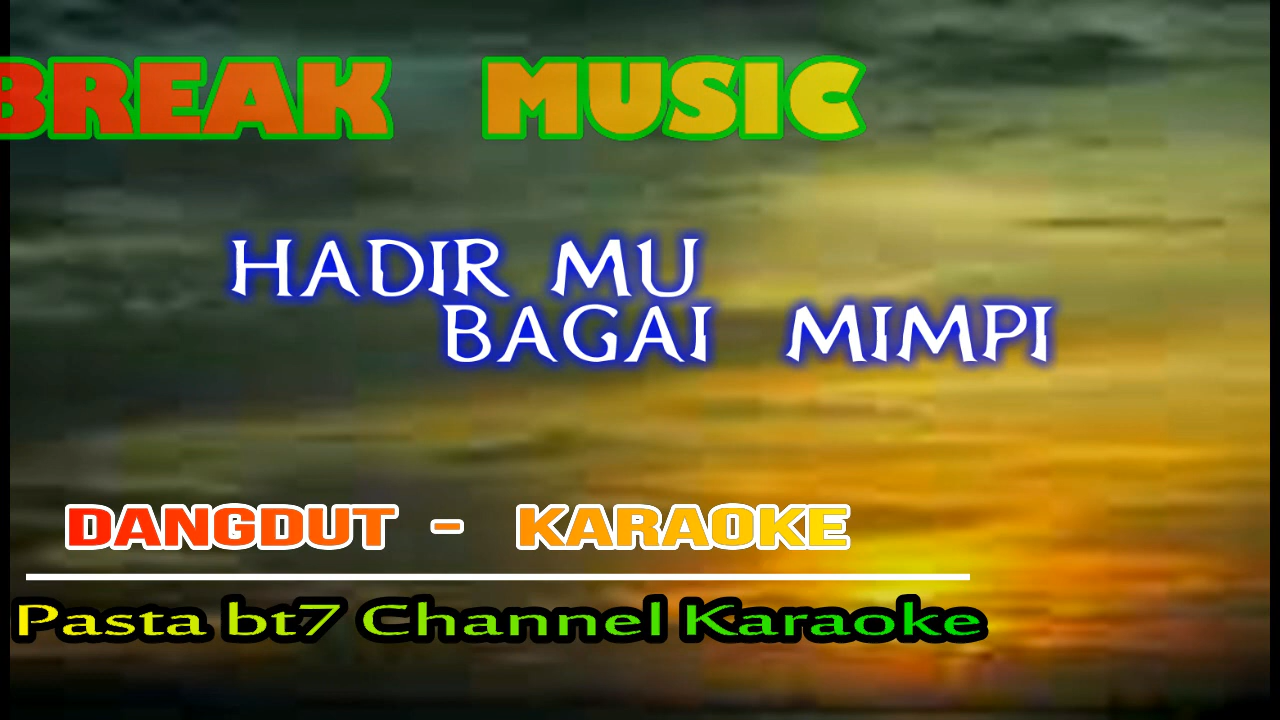 BREAK MUSIC
HADIR MU
BAGAI MIMPI
DANGDUT - KARAOKE
Pasta bt7 Channel Karaoke